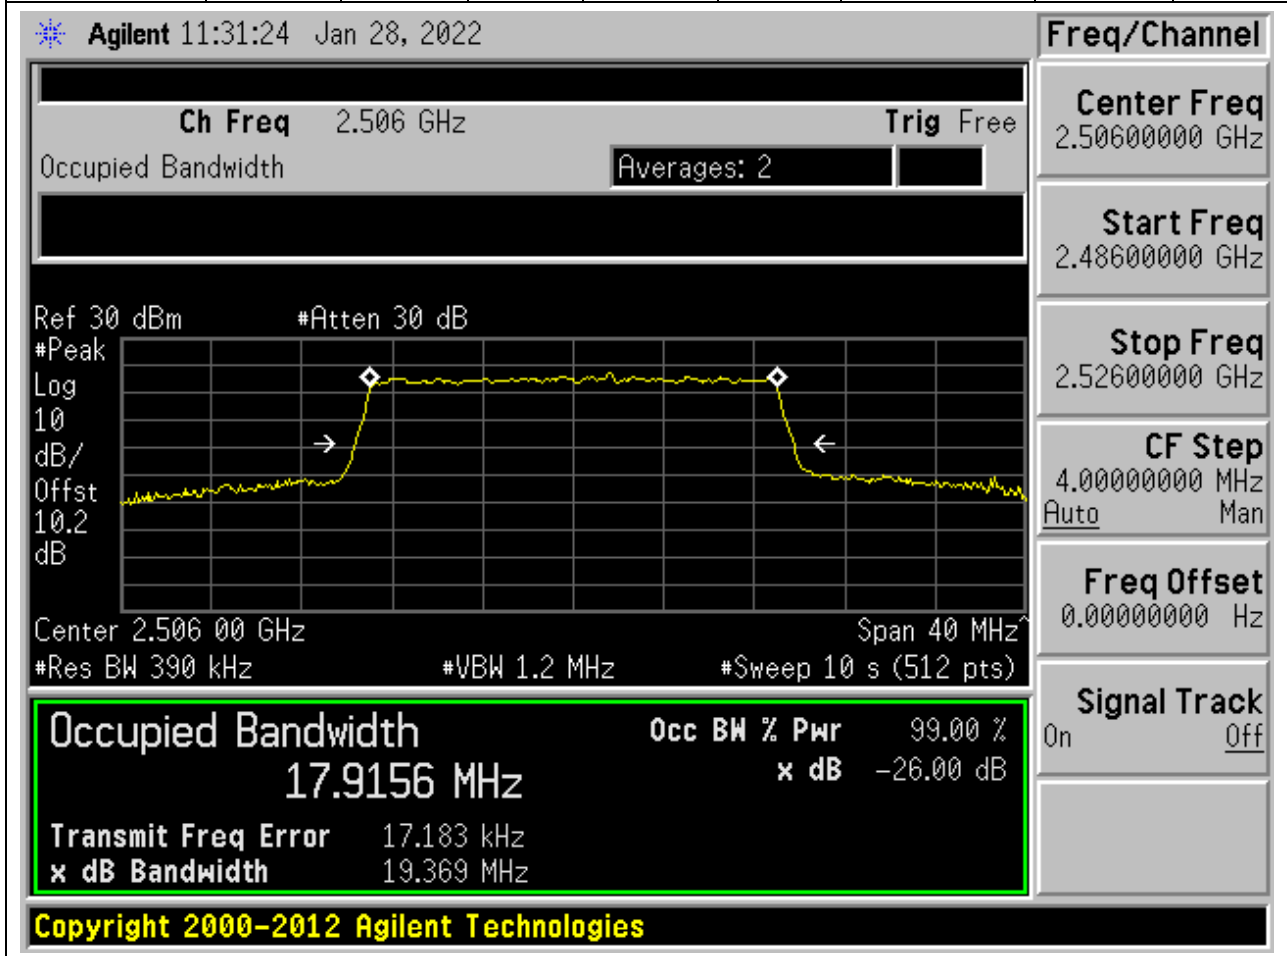 Agilent 11:31:24 Jan 28, 2022
Ch Freq 2.506 GHz Trig Free
Occupied Bandwidth Averages: 2
Ref 30 dBm #Atten 30 dB
#Peak
Log
10
dB/
Offst
10.2
dB
Center 2.506 00 GHz Span 40 MHz^
#Res BW 390 kHz #VBW 1.2 MHz #Sweep 10 s (512 pts)
Occupied Bandwidth Occ BW % Pwr 99.00 %
17.9156 MHz x dB -26.00 dB
Transmit Freq Error 17.183 kHz
x dB Bandwidth 19.369 MHz
Copyright 2000-2012 Agilent Technologies
Freq/Channel
Center Freq
2.50600000 GHz
Start Freq
2.48600000 GHz
Stop Freq
2.52600000 GHz
CF Step
4.00000000 MHz
Auto Man
Freq Offset
0.00000000 Hz
Signal Track
On Off